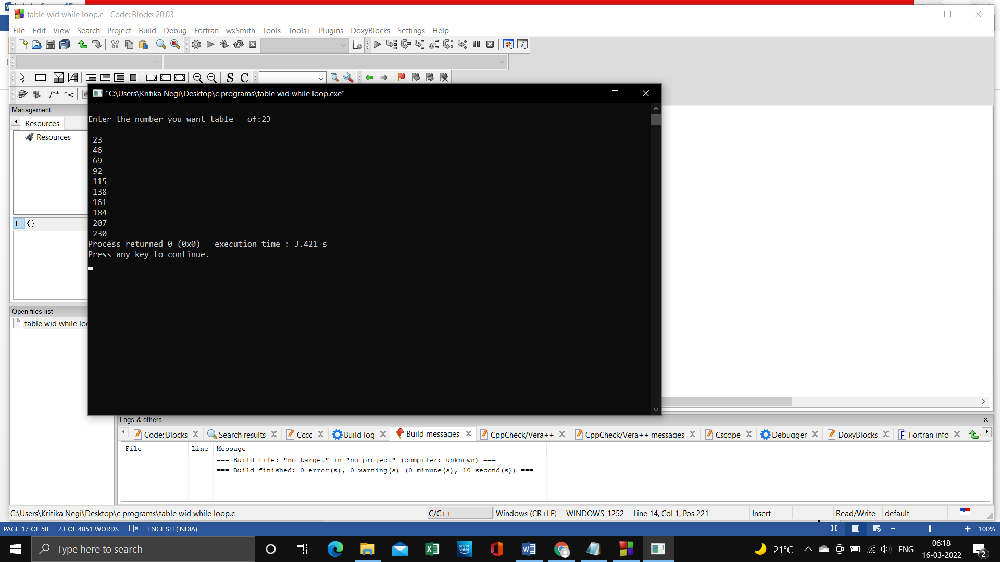 table wid while loop.c - Code::Blocks 20.03
File Edit View Search Project Build Debug Fortran wxSmith Tools Tools+ Plugins DoxyBlocks Settings Help
S C
/** *<
"C:\Users\Kritika Negi\Desktop\c programs\table wid while loop.exe"
Management
Resources
Resources
{}
Enter the number you want table   of:23
23
46
69
92
115
138
161
184
207
230
Process returned 0 (0x0)   execution time : 3.421 s
Press any key to continue.
Open files list
table wid while loo
Logs & others
Code::Blocks Search results Cccc Build log Build messages CppCheck/Vera++ CppCheck/Vera++ messages Cscope Debugger DoxyBlocks Fortran info
File Line Message
=== Build file: "no target" in "no project" (compiler: unknown) ===
=== Build finished: 0 error(s), 0 warning(s) (0 minute(s), 10 second(s)) ===
C:\Users\Kritika Negi\Desktop\c programs\table wid while loop.c C/C++ Windows (CR+LF) WINDOWS-1252 Line 14, Col 1, Pos 221 Insert Read/Write default
PAGE 17 OF 58 23 OF 4851 WORDS ENGLISH (INDIA) 100%
Type here to search prime video 21°C ENG 06:18
16-03-2022 2